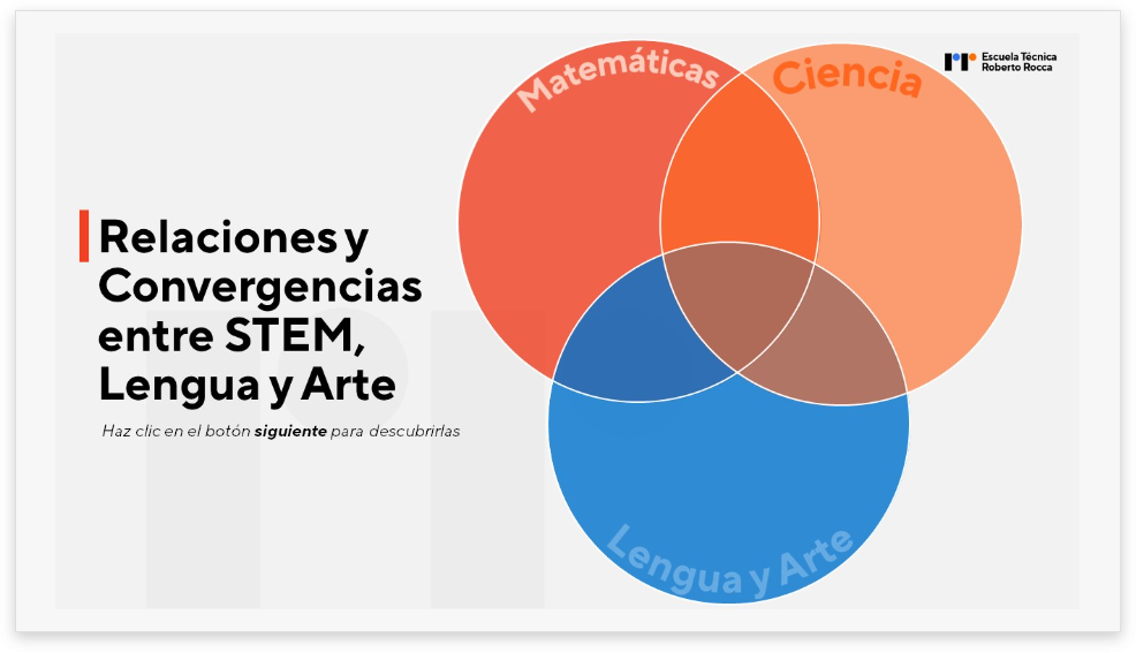 Matemáticas
Ciencia
Escuela Técnica
Roberto Rocca
Relaciones y
Convergencias
entre STEM,
Lengua y Arte
Haz clic en el botón siguiente para descubrirlas
Lengua y Arte